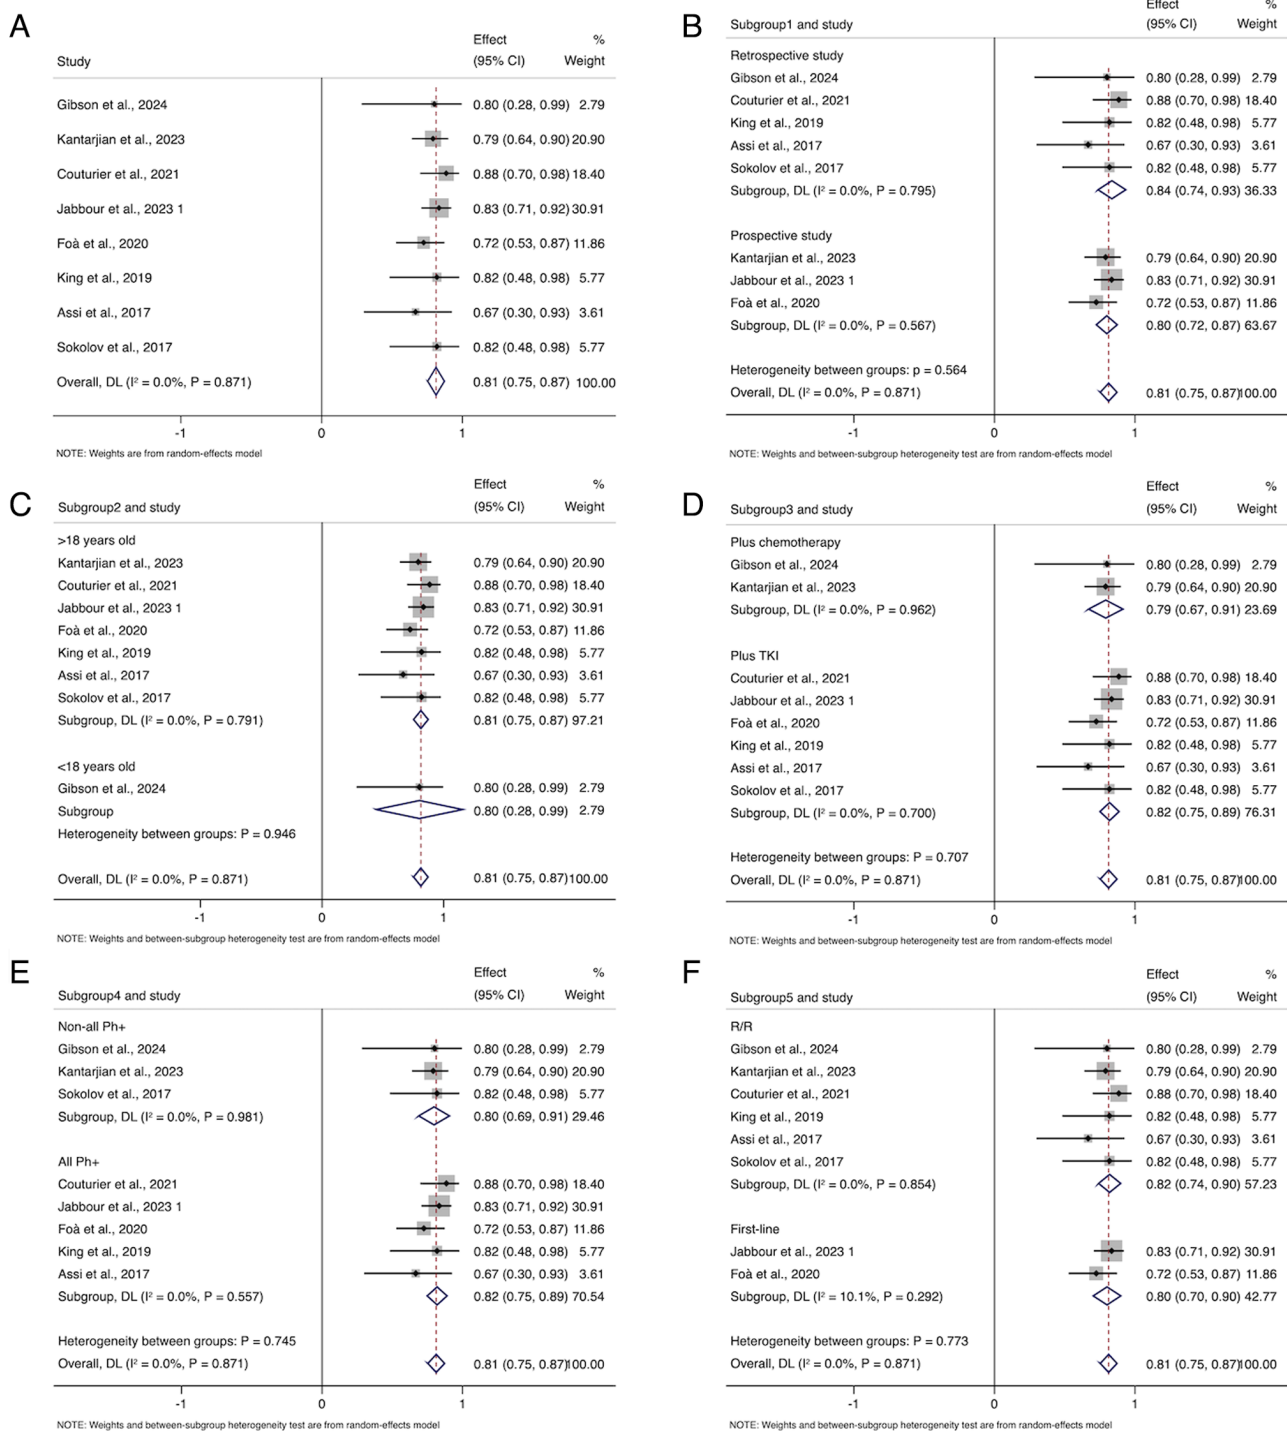 A
Effect %
Study (95% CI) Weight
Gibson et al., 2024 0.80 (0.28, 0.99) 2.79
Kantarjian et al., 2023 0.79 (0.64, 0.90) 20.90
Couturier et al., 2021 0.88 (0.70, 0.98) 18.40
Jabbour et al., 2023 1 0.83 (0.71, 0.92) 30.91
Foà et al., 2020 0.72 (0.53, 0.87) 11.86
King et al., 2019 0.82 (0.48, 0.98) 5.77
Assi et al., 2017 0.67 (0.30, 0.93) 3.61
Sokolov et al., 2017 0.82 (0.48, 0.98) 5.77
Overall, DL (I² = 0.0%, P = 0.871) 0.81 (0.75, 0.87) 100.00
-1 0 1
NOTE: Weights are from random-effects model
B
Effect %
Subgroup1 and study (95% CI) Weight
Retrospective study
Gibson et al., 2024 0.80 (0.28, 0.99) 2.79
Couturier et al., 2021 0.88 (0.70, 0.98) 18.40
King et al., 2019 0.82 (0.48, 0.98) 5.77
Assi et al., 2017 0.67 (0.30, 0.93) 3.61
Sokolov et al., 2017 0.82 (0.48, 0.98) 5.77
Subgroup, DL (I² = 0.0%, P = 0.795) 0.84 (0.74, 0.93) 36.33
Prospective study
Kantarjian et al., 2023 0.79 (0.64, 0.90) 20.90
Jabbour et al., 2023 1 0.83 (0.71, 0.92) 30.91
Foà et al., 2020 0.72 (0.53, 0.87) 11.86
Subgroup, DL (I² = 0.0%, P = 0.567) 0.80 (0.72, 0.87) 63.67
Heterogeneity between groups: p = 0.564
Overall, DL (I² = 0.0%, P = 0.871) 0.81 (0.75, 0.87)100.00
-1 0 1
NOTE: Weights and between-subgroup heterogeneity test are from random-effects model
C
Effect %
Subgroup2 and study (95% CI) Weight
>18 years old
Kantarjian et al., 2023 0.79 (0.64, 0.90) 20.90
Couturier et al., 2021 0.88 (0.70, 0.98) 18.40
Jabbour et al., 2023 1 0.83 (0.71, 0.92) 30.91
Foà et al., 2020 0.72 (0.53, 0.87) 11.86
King et al., 2019 0.82 (0.48, 0.98) 5.77
Assi et al., 2017 0.67 (0.30, 0.93) 3.61
Sokolov et al., 2017 0.82 (0.48, 0.98) 5.77
Subgroup, DL (I² = 0.0%, P = 0.791) 0.81 (0.75, 0.87) 97.21
<18 years old
Gibson et al., 2024 0.80 (0.28, 0.99) 2.79
Subgroup 0.80 (0.28, 0.99) 2.79
Heterogeneity between groups: P = 0.946
Overall, DL (I² = 0.0%, P = 0.871) 0.81 (0.75, 0.87)100.00
-1 0 1
NOTE: Weights and between-subgroup heterogeneity test are from random-effects model
D
Effect %
Subgroup3 and study (95% CI) Weight
Plus chemotherapy
Gibson et al., 2024 0.80 (0.28, 0.99) 2.79
Kantarjian et al., 2023 0.79 (0.64, 0.90) 20.90
Subgroup, DL (I² = 0.0%, P = 0.962) 0.79 (0.67, 0.91) 23.69
Plus TKI
Couturier et al., 2021 0.88 (0.70, 0.98) 18.40
Jabbour et al., 2023 1 0.83 (0.71, 0.92) 30.91
Foà et al., 2020 0.72 (0.53, 0.87) 11.86
King et al., 2019 0.82 (0.48, 0.98) 5.77
Assi et al., 2017 0.67 (0.30, 0.93) 3.61
Sokolov et al., 2017 0.82 (0.48, 0.98) 5.77
Subgroup, DL (I² = 0.0%, P = 0.700) 0.82 (0.75, 0.89) 76.31
Heterogeneity between groups: P = 0.707
Overall, DL (I² = 0.0%, P = 0.871) 0.81 (0.75, 0.87)100.00
-1 0 1
NOTE: Weights and between-subgroup heterogeneity test are from random-effects model
E
Effect %
Subgroup4 and study (95% CI) Weight
Non-all Ph+
Gibson et al., 2024 0.80 (0.28, 0.99) 2.79
Kantarjian et al., 2023 0.79 (0.64, 0.90) 20.90
Sokolov et al., 2017 0.82 (0.48, 0.98) 5.77
Subgroup, DL (I² = 0.0%, P = 0.981) 0.80 (0.69, 0.91) 29.46
All Ph+
Couturier et al., 2021 0.88 (0.70, 0.98) 18.40
Jabbour et al., 2023 1 0.83 (0.71, 0.92) 30.91
Foà et al., 2020 0.72 (0.53, 0.87) 11.86
King et al., 2019 0.82 (0.48, 0.98) 5.77
Assi et al., 2017 0.67 (0.30, 0.93) 3.61
Subgroup, DL (I² = 0.0%, P = 0.557) 0.82 (0.75, 0.89) 70.54
Heterogeneity between groups: P = 0.745
Overall, DL (I² = 0.0%, P = 0.871) 0.81 (0.75, 0.87)100.00
-1 0 1
NOTE: Weights and between-subgroup heterogeneity test are from random-effects model
F
Effect %
Subgroup5 and study (95% CI) Weight
R/R
Gibson et al., 2024 0.80 (0.28, 0.99) 2.79
Kantarjian et al., 2023 0.79 (0.64, 0.90) 20.90
Couturier et al., 2021 0.88 (0.70, 0.98) 18.40
King et al., 2019 0.82 (0.48, 0.98) 5.77
Assi et al., 2017 0.67 (0.30, 0.93) 3.61
Sokolov et al., 2017 0.82 (0.48, 0.98) 5.77
Subgroup, DL (I² = 0.0%, P = 0.854) 0.82 (0.74, 0.90) 57.23
First-line
Jabbour et al., 2023 1 0.83 (0.71, 0.92) 30.91
Foà et al., 2020 0.72 (0.53, 0.87) 11.86
Subgroup, DL (I² = 10.1%, P = 0.292) 0.80 (0.70, 0.90) 42.77
Heterogeneity between groups: P = 0.773
Overall, DL (I² = 0.0%, P = 0.871) 0.81 (0.75, 0.87)100.00
-1 0 1
NOTE: Weights and between-subgroup heterogeneity test are from random-effects model